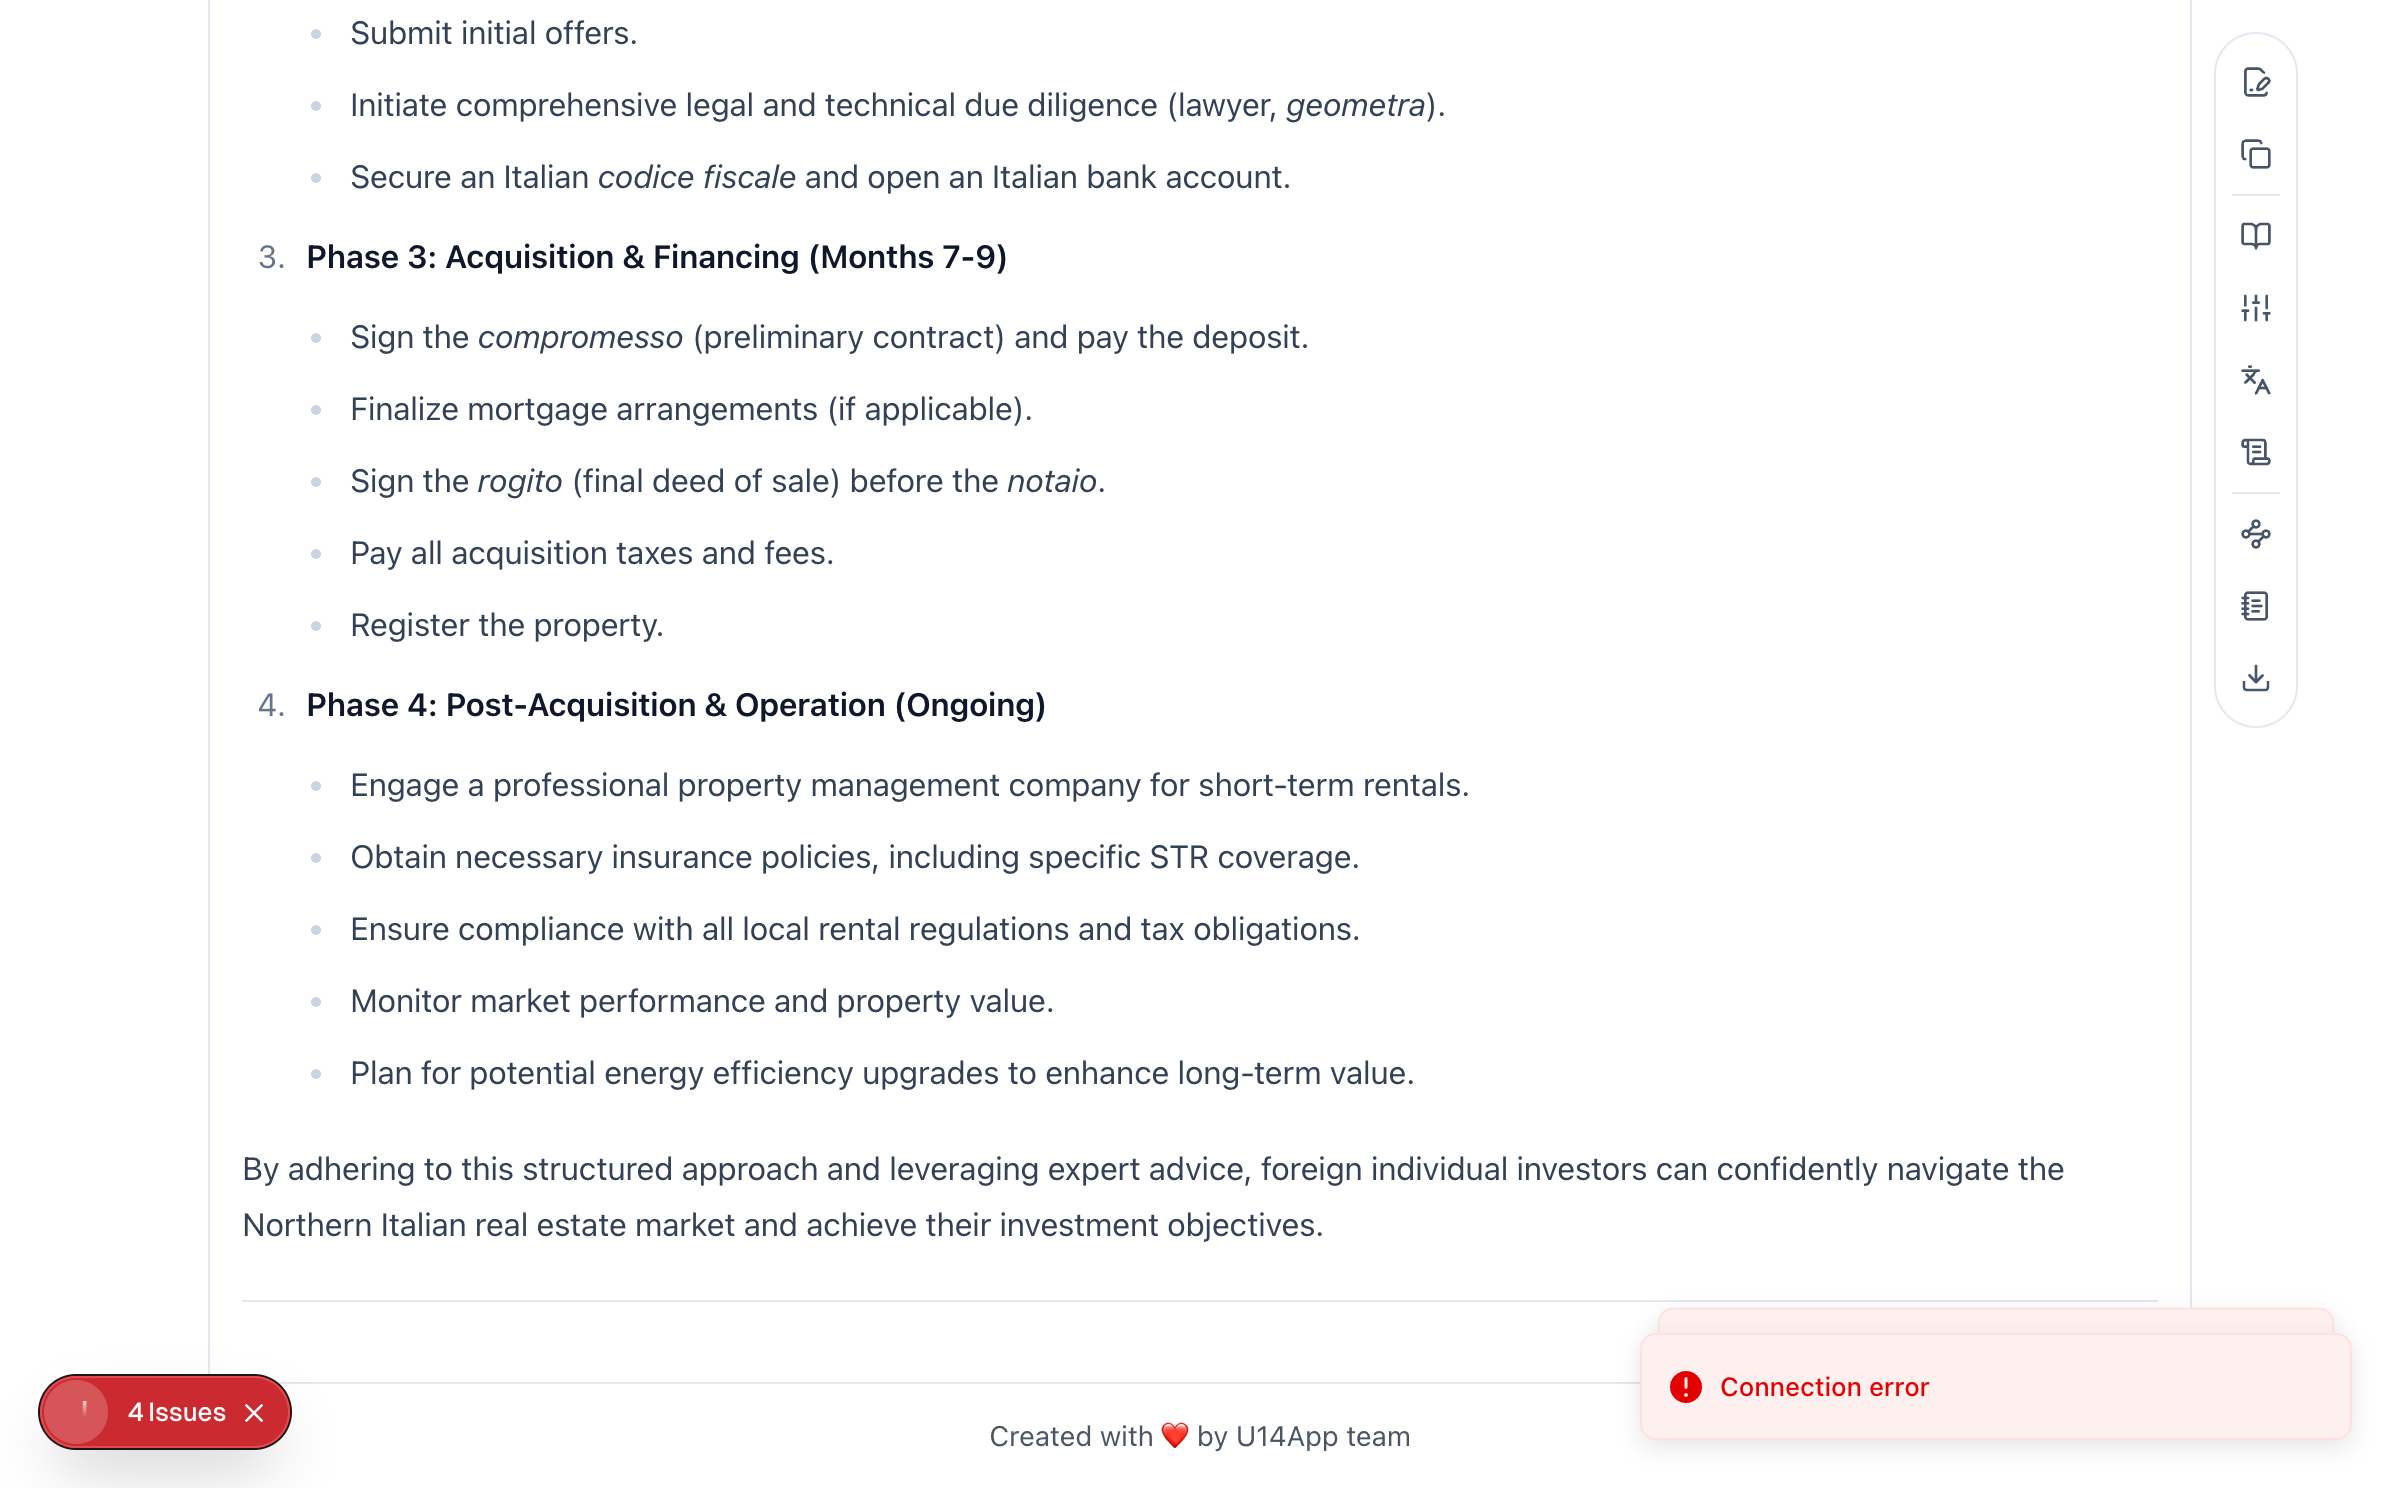 Submit initial offers.
Initiate comprehensive legal and technical due diligence (lawyer, geometra).
Secure an Italian codice fiscale and open an Italian bank account.
3. Phase 3: Acquisition & Financing (Months 7-9)
Sign the compromesso (preliminary contract) and pay the deposit.
Finalize mortgage arrangements (if applicable).
Sign the rogito (final deed of sale) before the notaio.
Pay all acquisition taxes and fees.
Register the property.
4. Phase 4: Post-Acquisition & Operation (Ongoing)
Engage a professional property management company for short-term rentals.
Obtain necessary insurance policies, including specific STR coverage.
Ensure compliance with all local rental regulations and tax obligations.
Monitor market performance and property value.
Plan for potential energy efficiency upgrades to enhance long-term value.
By adhering to this structured approach and leveraging expert advice, foreign individual investors can confidently navigate the
Northern Italian real estate market and achieve their investment objectives.
Connection error
4 Issues
Created with ❤️ by U14App team